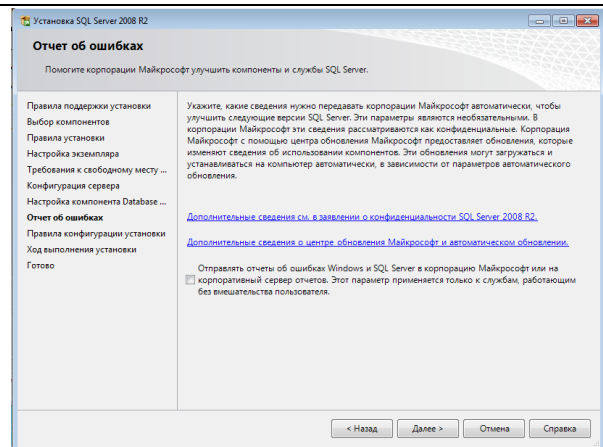 Установка SQL Server 2008 R2
Отчет об ошибках
Помогите корпорации Майкрософт улучшить компоненты и службы SQL Server.
Правила поддержки установки
Выбор компонентов
Правила установки
Настройка экземпляра
Требования к свободному месту ...
Конфигурация сервера
Настройка компонента Database ...
Отчет об ошибках
Правила конфигурации установки
Ход выполнения установки
Готово
Укажите, какие сведения нужно передавать корпорации Майкрософт автоматически, чтобы
улучшить следующие версии SQL Server. Эти параметры являются необязательными. В
корпорации Майкрософт эти сведения рассматриваются как конфиденциальные. Корпорация
Майкрософт с помощью центра обновления Майкрософт предоставляет обновления, которые
изменяют сведения об использовании компонентов. Эти обновления могут загружаться и
устанавливаться на компьютер автоматически, в зависимости от параметров автоматического
обновления.
Дополнительные сведения см. в заявлении о конфиденциальности SQL Server 2008 R2.
Дополнительные сведения о центре обновления Майкрософт и автоматическом обновлении.
Отправлять отчеты об ошибках Windows и SQL Server в корпорацию Майкрософт или на
корпоративный сервер отчетов. Этот параметр применяется только к службам, работающим
без вмешательства пользователя.
< Назад
Далее >
Отмена
Справка